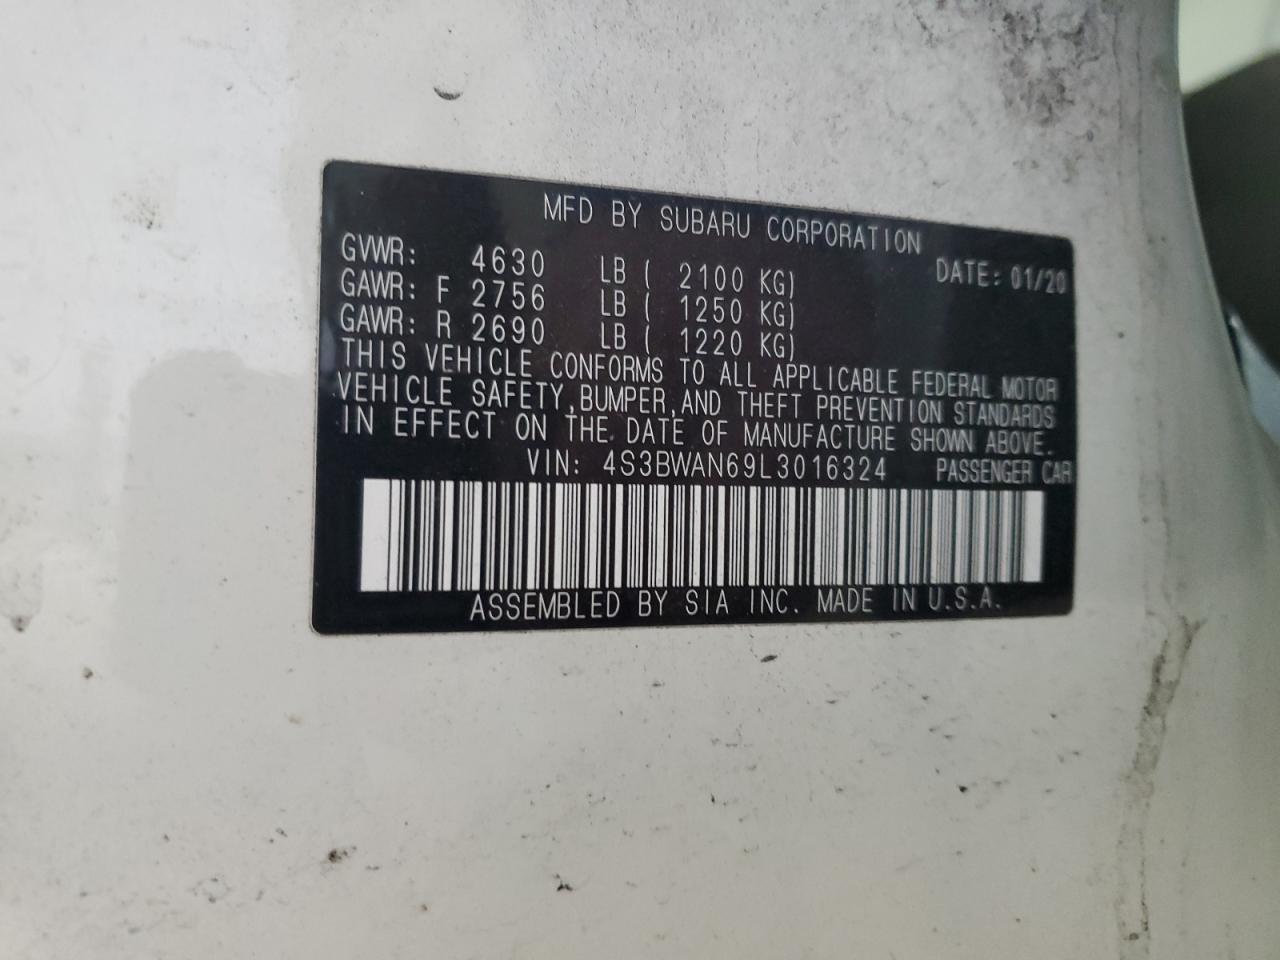 MFD BY SUBARU CORPORATION
GVWR: 4630 LB ( 2100 KG) DATE: 01/20
GAWR: F 2756 LB ( 1250 KG)
GAWR: R 2690 LB ( 1220 KG)
THIS VEHICLE CONFORMS TO ALL APPLICABLE FEDERAL MOTOR
VEHICLE SAFETY, BUMPER, AND THEFT PREVENTION STANDARDS
IN EFFECT ON THE DATE OF MANUFACTURE SHOWN ABOVE.
VIN: 4S3BWAN69L3016324 PASSENGER CAR
ASSEMBLED BY SIA INC. MADE IN U.S.A.